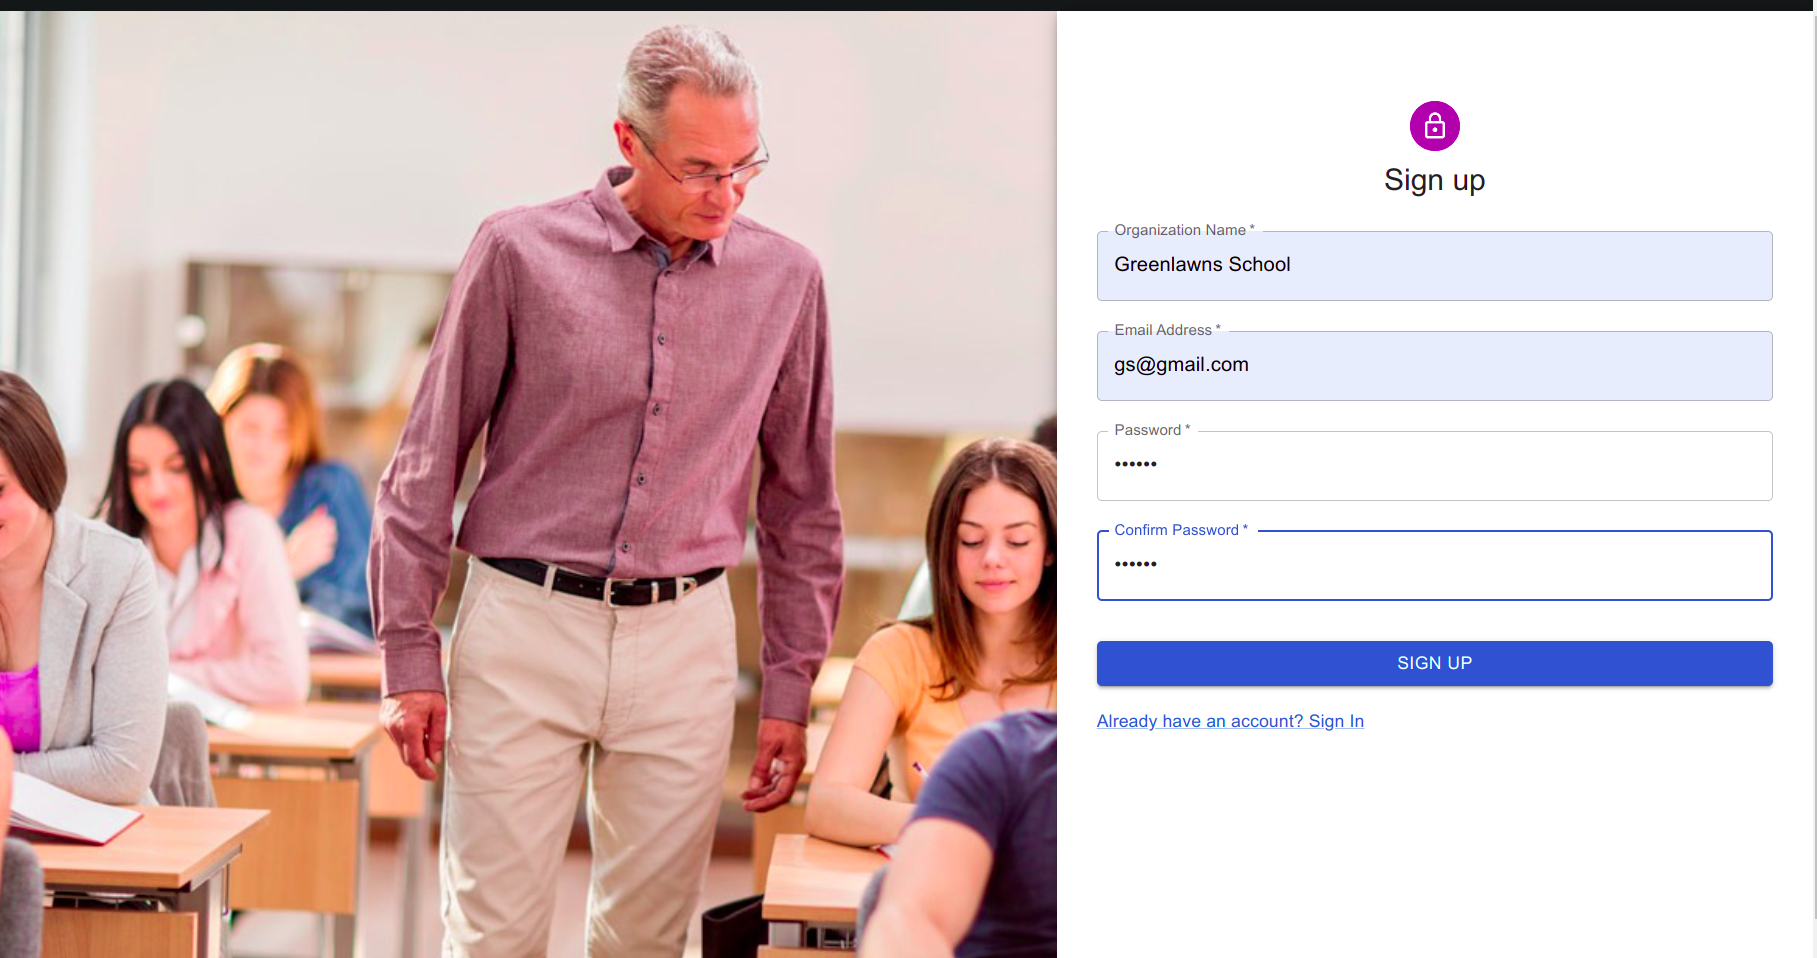 Sign up
Organization Name *
Greenlawns School
Email Address *
gs@gmail.com
Password *
••••••
Confirm Password *
••••••
SIGN UP
Already have an account? Sign In